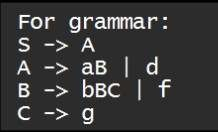 For grammar:
S -> A
A -> aB | d
B -> bBC | f
C -> g